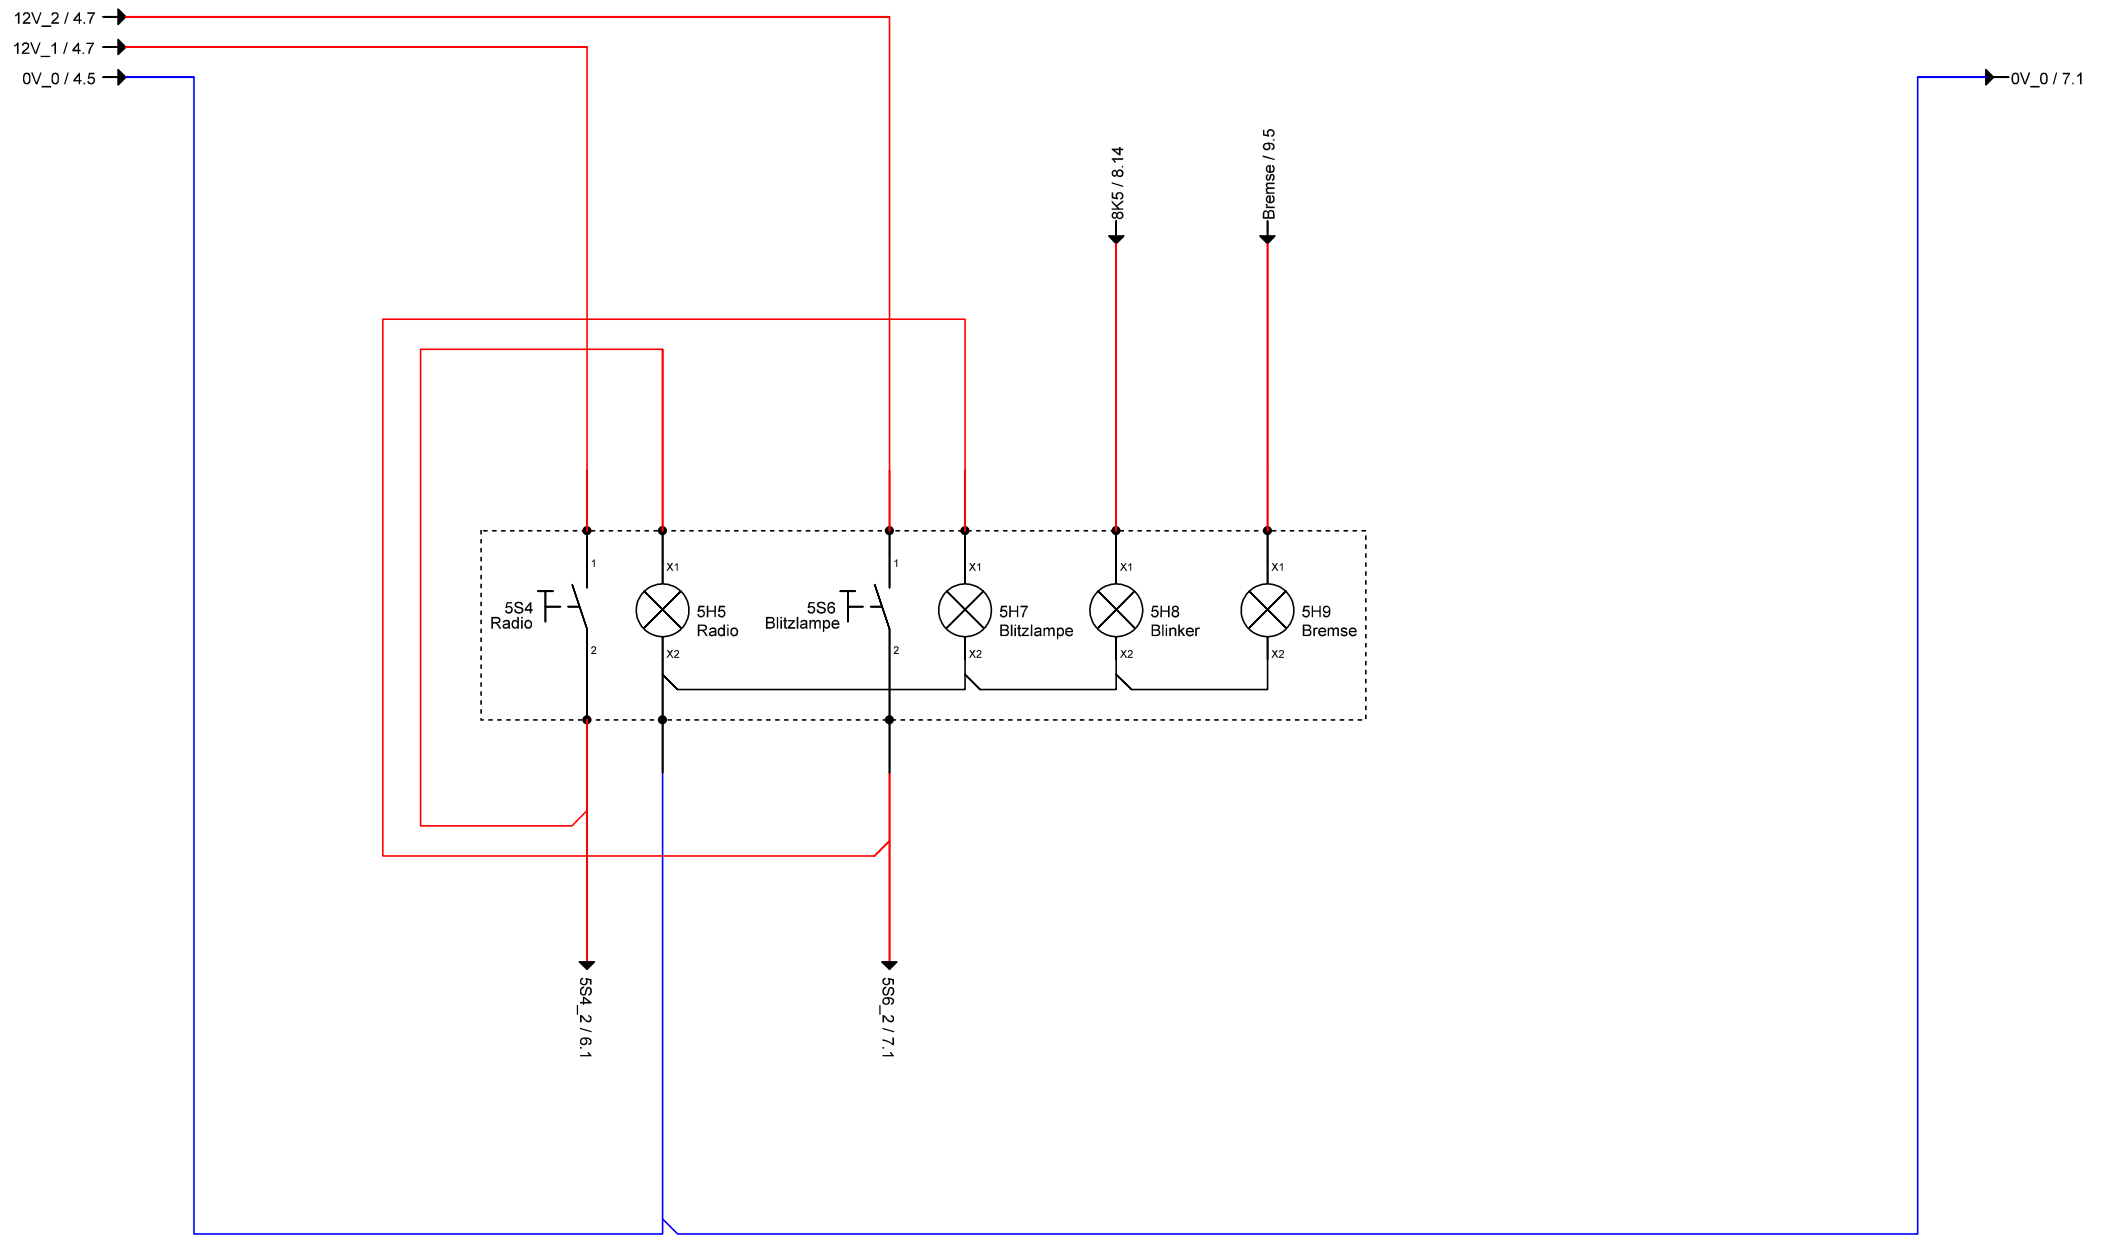 12V_2 / 4.7
12V_1 / 4.7
0V_0 / 4.5
0V_0 / 7.1
8K5 / 8.14
Bremse / 9.5
1
X1
1
X1
X1
X1
5S4
Radio
5H5
Radio
5S6
Blitzlampe
5H7
Blitzlampe
5H8
Blinker
5H9
Bremse
2
X2
2
X2
X2
X2
5S4_2 / 6.1
5S6_2 / 7.1